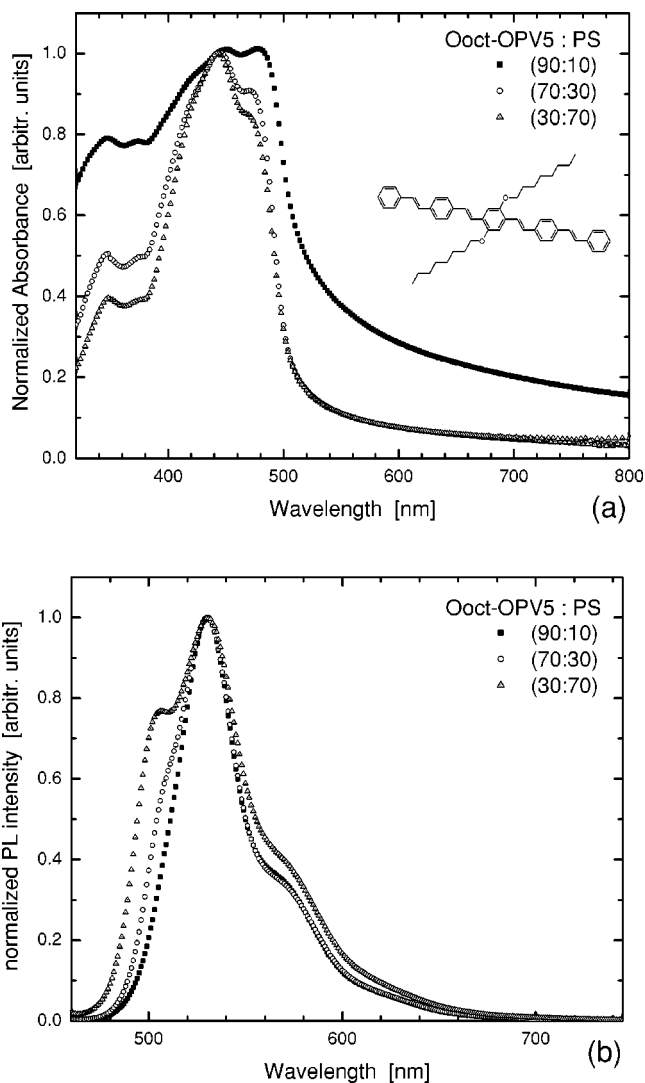 Normalized Absorbance [arbitr. units]
1.0
0.8
0.6
0.4
0.2
0.0
Ooct-OPV5 : PS
(90:10)
(70:30)
(30:70)
O
O
400
500
600
700
800
Wavelength [nm]
(a)
normalized PL intensity [arbitr. units]
1.0
0.8
0.6
0.4
0.2
0.0
Ooct-OPV5 : PS
(90:10)
(70:30)
(30:70)
500
600
700
Wavelength [nm]
(b)